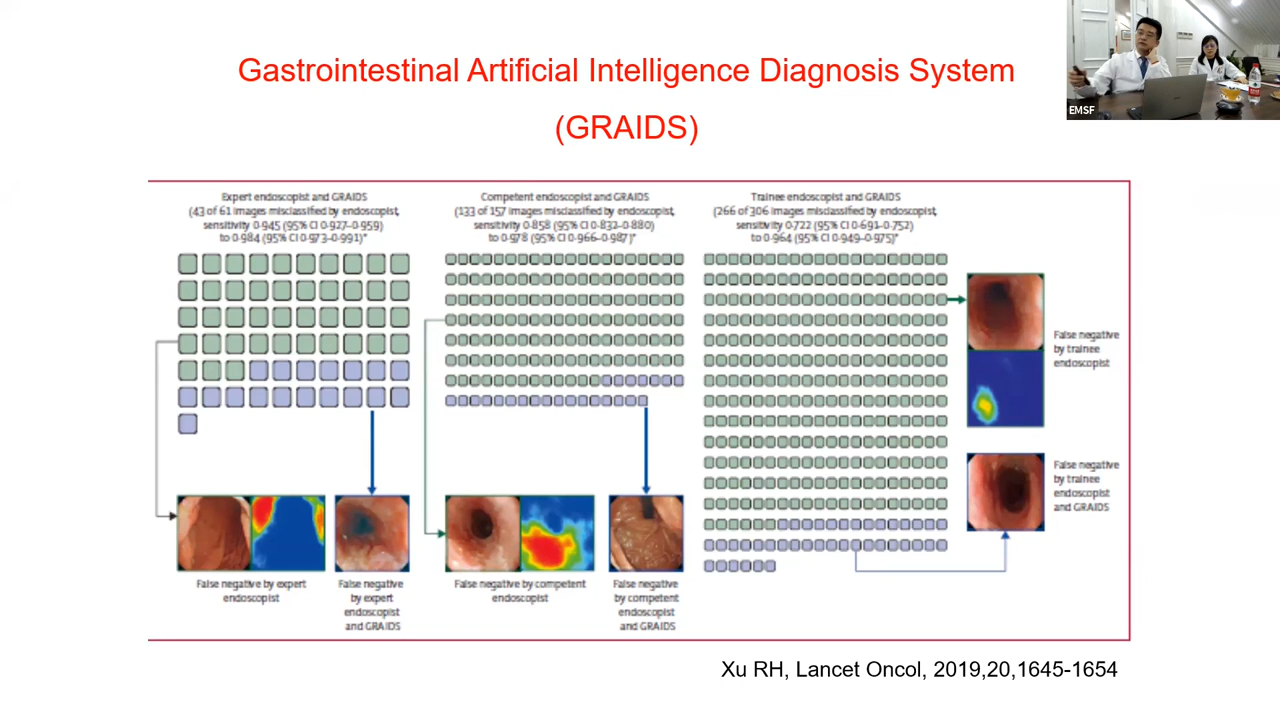 Gastrointestinal Artificial Intelligence Diagnosis System
(GRAIDS)
EMSF
Expert endoscopist and GRAIDS
(43 of 61 images misclassified by endoscopist,
sensitivity 0·945 (95% CI 0·927–0·959)
to 0·984 (95% CI 0·973–0·991)*
Competent endoscopist and GRAIDS
(133 of 157 images misclassified by endoscopist,
sensitivity 0·858 (95% CI 0·832–0·880)
to 0·978 (95% CI 0·966–0·987)*
Trainee endoscopist and GRAIDS
(266 of 306 images misclassified by endoscopist,
sensitivity 0·722 (95% CI 0·691–0·752)
to 0·964 (95% CI 0·949–0·975)*
False negative
by trainee
endoscopist
False negative
by trainee
endoscopist
and GRAIDS
False negative by expert
endoscopist
False negative
by expert
endoscopist
and GRAIDS
False negative by competent
endoscopist
False negative
by competent
endoscopist
and GRAIDS
Xu RH, Lancet Oncol, 2019,20,1645-1654